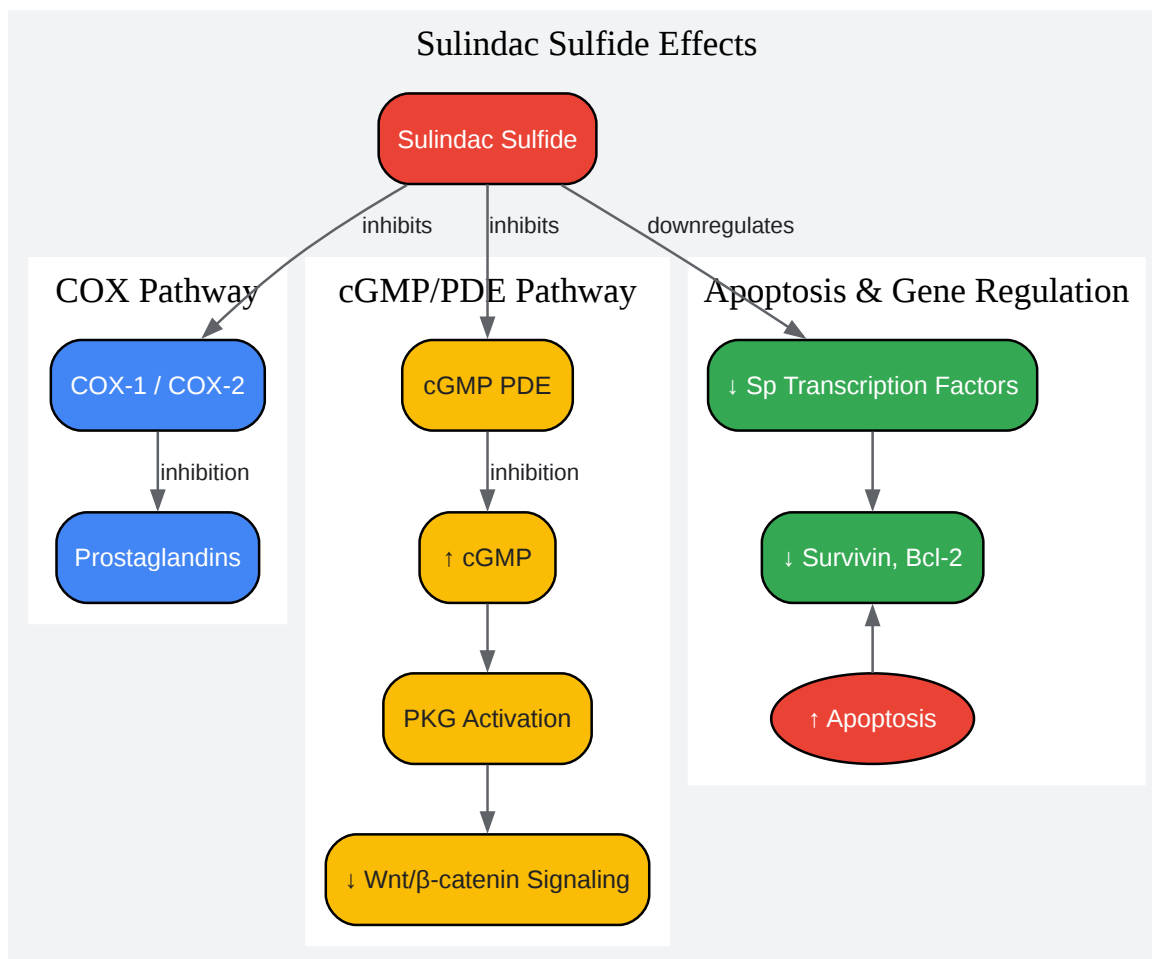 Sulindac Sulfide Effects
Sulindac Sulfide
inhibits
inhibits
downregulates
COX Pathway
COX-1 / COX-2
inhibition
Prostaglandins
cGMP/PDE Pathway
cGMP PDE
inhibition
↑ cGMP
PKG Activation
↓ Wnt/β-catenin Signaling
Apoptosis & Gene Regulation
↓ Sp Transcription Factors
↓ Survivin, Bcl-2
↑ Apoptosis